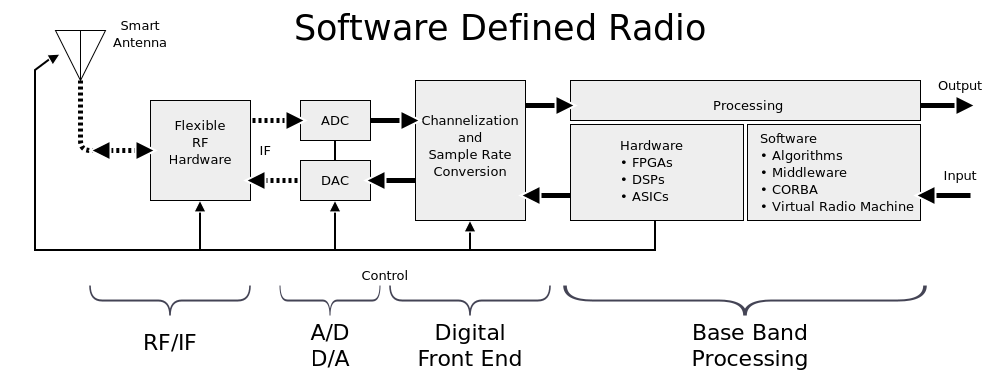 Software Defined Radio
Smart
Antenna
Flexible
RF
Hardware
IF
ADC
DAC
Channelization
and
Sample Rate
Conversion
Processing
Hardware
• FPGAs
• DSPs
• ASICs
Software
• Algorithms
• Middleware
• CORBA
• Virtual Radio Machine
Output
Input
Control
RF/IF
A/D
D/A
Digital
Front End
Base Band
Processing